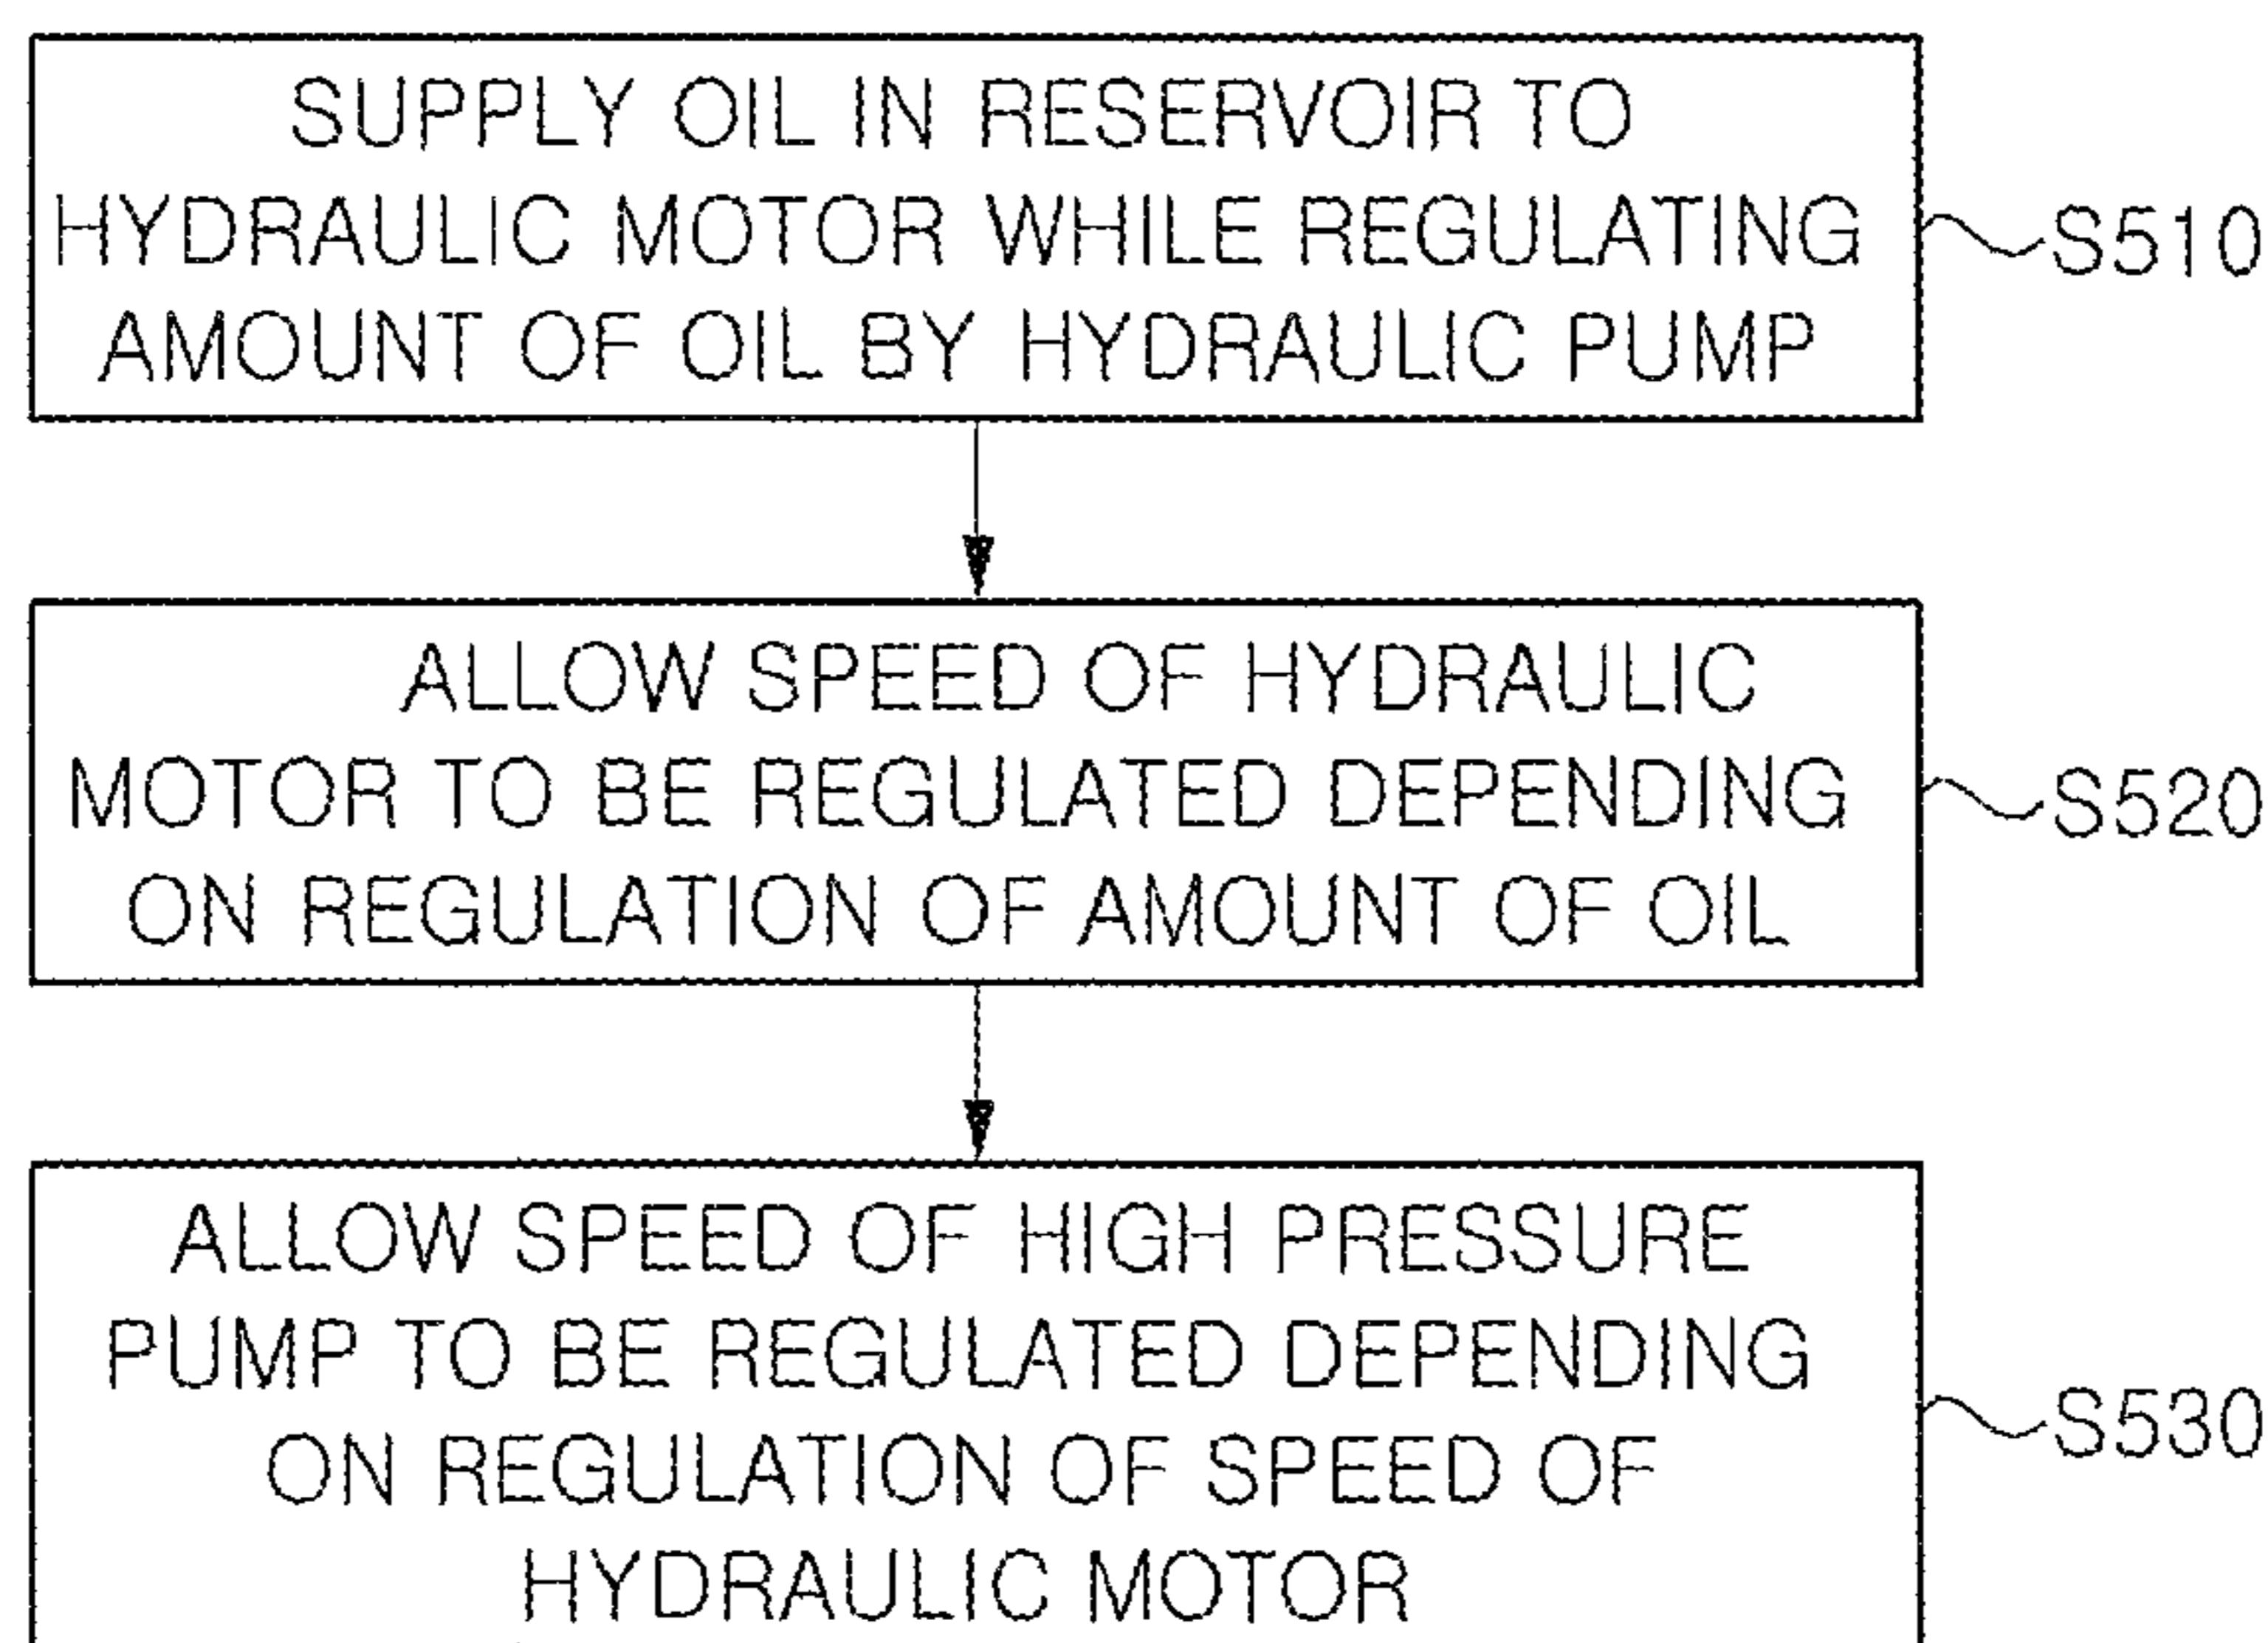 SUPPLY OIL IN RESERVOIR TO
HYDRAULIC MOTOR WHILE REGULATING
AMOUNT OF OIL BY HYDRAULIC PUMP
S510
ALLOW SPEED OF HYDRAULIC
MOTOR TO BE REGULATED DEPENDING
ON REGULATION OF AMOUNT OF OIL
S520
ALLOW SPEED OF HIGH PRESSURE
PUMP TO BE REGULATED DEPENDING
ON REGULATION OF SPEED OF
HYDRAULIC MOTOR
S530